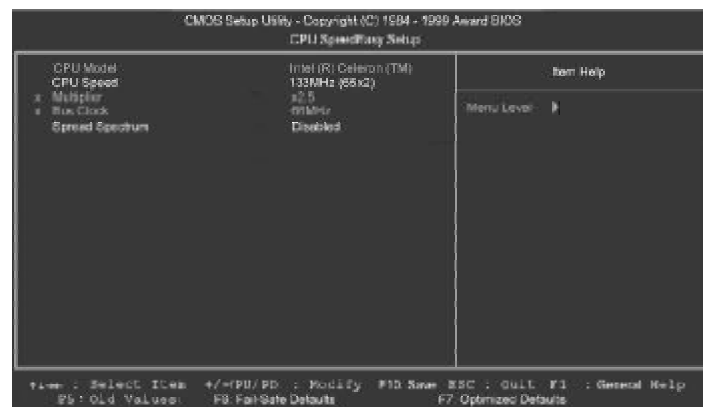 CMOS Setup Utility - Copyright (C) 1984 - 1999 Award BIOS
CPU SpeedEasy Setup
CPU Model Intel (R) Celeron (TM)
CPU Speed 133MHz (66x2)
x Multiplier x2.5
x Bus Clock 66MHz
Spread Spectrum Disabled
Item Help
Menu Level
: Select Item +/-/PU/PD : Modify F10: Save ESC : Quit F1 : General Help
F5 : Old Values F6: Fail-Safe Defaults F7: Optimized Defaults